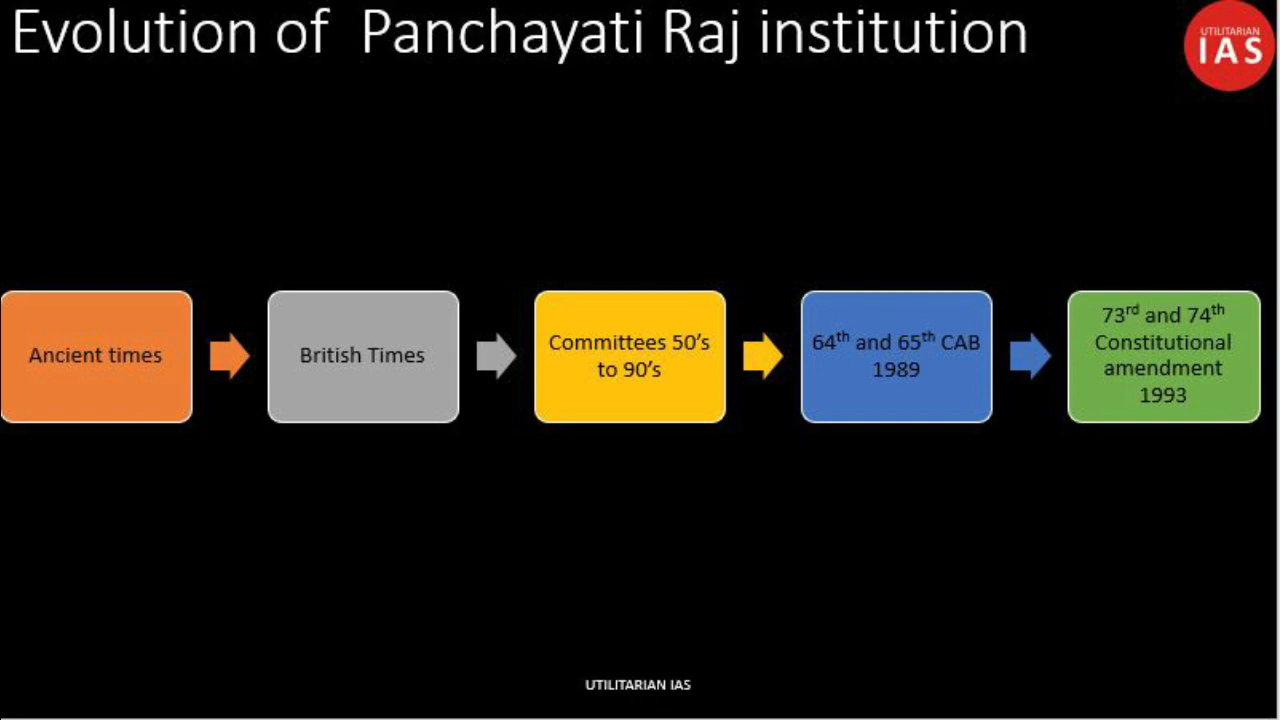 Evolution of  Panchayati Raj institution
UTILITARIAN
IAS
Ancient times
British Times
Committees 50’s
to 90’s
64th and 65th CAB
1989
73rd and 74th
Constitutional
amendment
1993
UTILITARIAN IAS